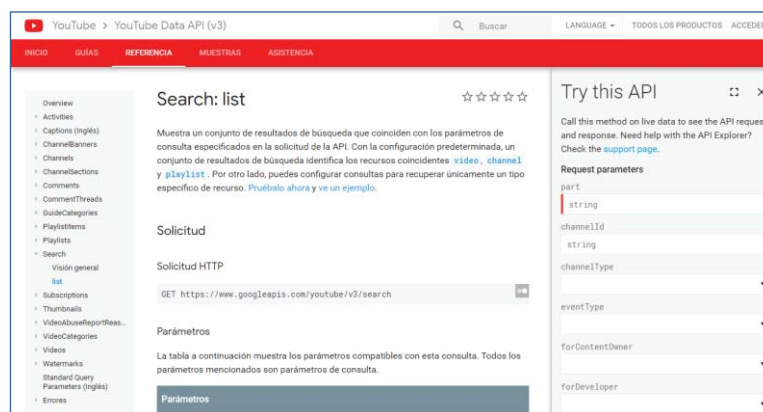 YouTube > YouTube Data API (v3)
Buscar
LANGUAGE
TODOS LOS PRODUCTOS
ACCEDER
INICIO
GUÍAS
REFERENCIA
MUESTRAS
ASISTENCIA
Overview
Activities
Captions (Inglés)
ChannelBanners
Channels
ChannelSections
Comments
CommentThreads
GuideCategories
PlaylistItems
Playlists
Search
Visión general
list
Subscriptions
Thumbnails
VideoAbuseReportReas...
VideoCategories
Videos
Watermarks
Standard Query
Parameters (Inglés)
Errores
Search: list
Muestra un conjunto de resultados de búsqueda que coinciden con los parámetros de
consulta especificados en la solicitud de la API. Con la configuración predeterminada, un
conjunto de resultados de búsqueda identifica los recursos coincidentes video, channel
y playlist. Por otro lado, puedes configurar consultas para recuperar únicamente un tipo
específico de recurso. Pruébalo ahora y ve un ejemplo.
Solicitud
Solicitud HTTP
GET https://www.googleapis.com/youtube/v3/search
Parámetros
La tabla a continuación muestra los parámetros compatibles con esta consulta. Todos los
parámetros mencionados son parámetros de consulta.
Parámetros
Try this API
Call this method on live data to see the API reques
and response. Need help with the API Explorer?
Check the support page.
Request parameters
part
string
channelId
string
channelType
eventType
forContentOwner
forDeveloper